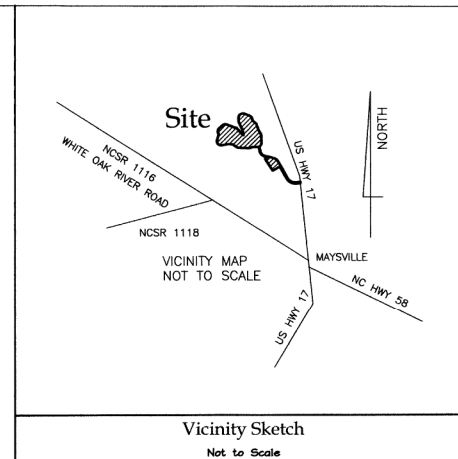 Site
NORTH
US HWY 17
NCSR 1116
WHITE OAK RIVER ROAD
NCSR 1118
VICINITY MAP
NOT TO SCALE
MAYSVILLE
NC HWY 58
US HWY 17
Vicinity Sketch
Not to Scale